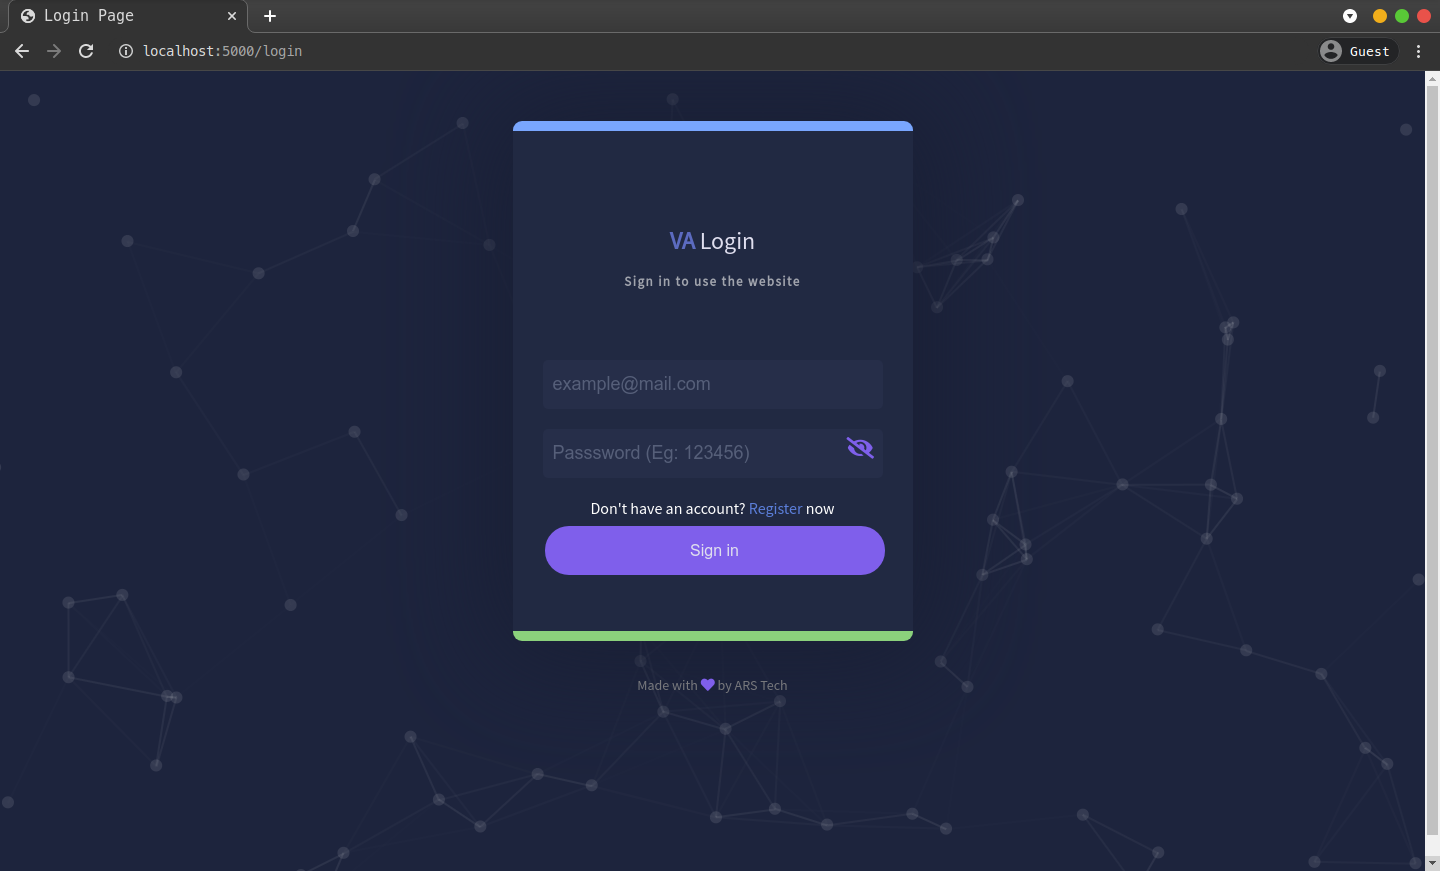 Login Page
localhost:5000/login
Guest
VA Login
Sign in to use the website
example@mail.com
Passsword (Eg: 123456)
Don't have an account? Register now
Sign in
Made with 💜 by ARS Tech